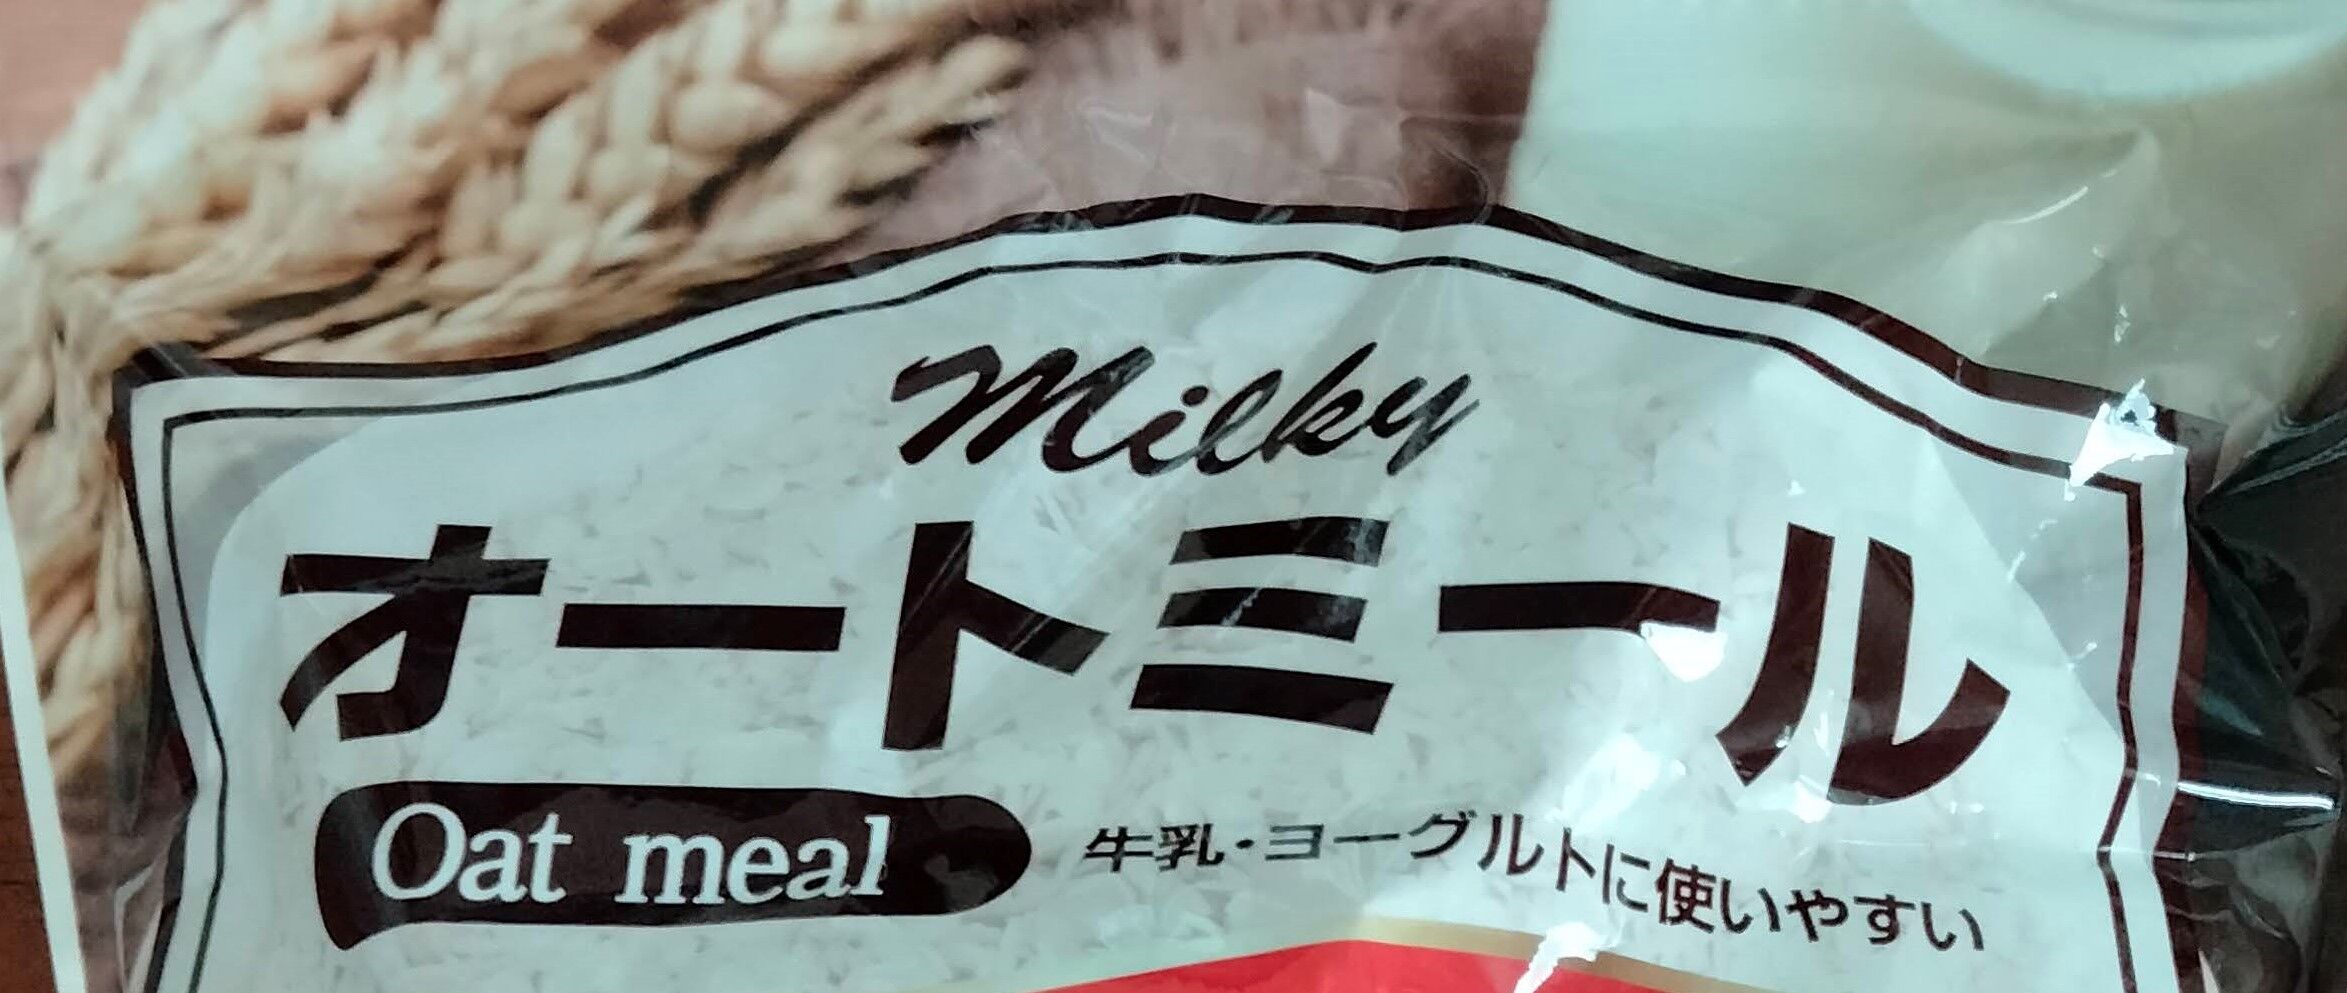 Milky
オートミール
Oat meal
牛乳・ヨーグルトに使いやすい